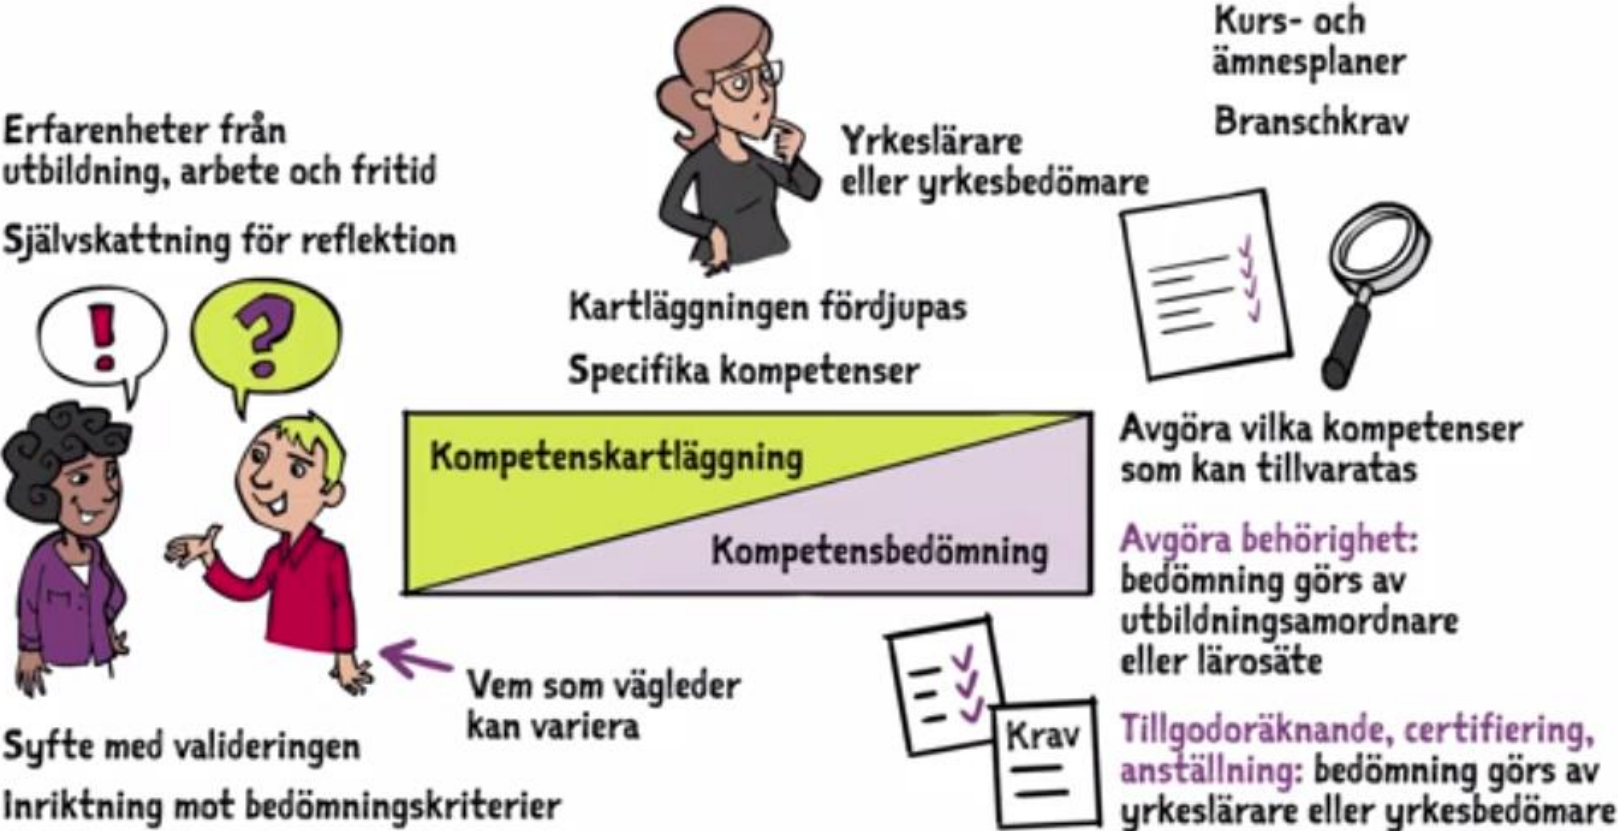 Erfarenheter från
utbildning, arbete och fritid
Självskattning för reflektion
!
?
Syfte med valideringen
Inriktning mot bedömningskriterier
Vem som vägleder
kan variera
Yrkeslärare
eller yrkesbedömare
Kartläggningen fördjupas
Specifika kompetenser
Kompetenskartläggning
Kompetensbedömning
Kurs- och
ämnesplaner
Branschkrav
Avgöra vilka kompetenser
som kan tillvaratas
Avgöra behörighet:
bedömning görs av
utbildningsamordnare
eller lärosäte
Krav
Tillgodoräknande, certifiering,
anställning: bedömning görs av
yrkeslärare eller yrkesbedömare